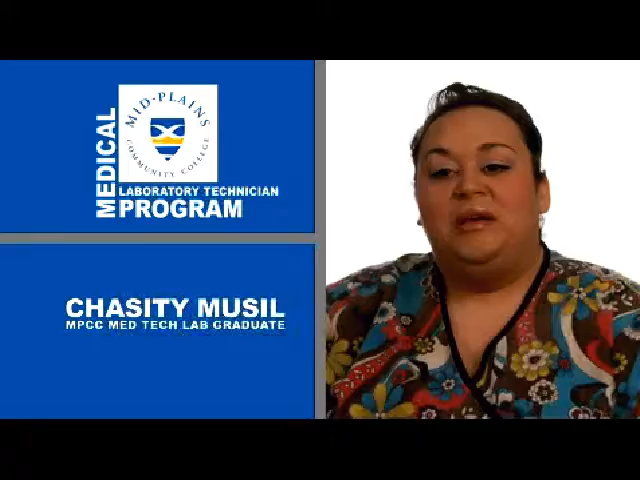 MID-PLAINS
COMMUNITY COLLEGE
MEDICAL
LABORATORY TECHNICIAN
PROGRAM
CHASITY MUSIL
MPCC MED TECH LAB GRADUATE